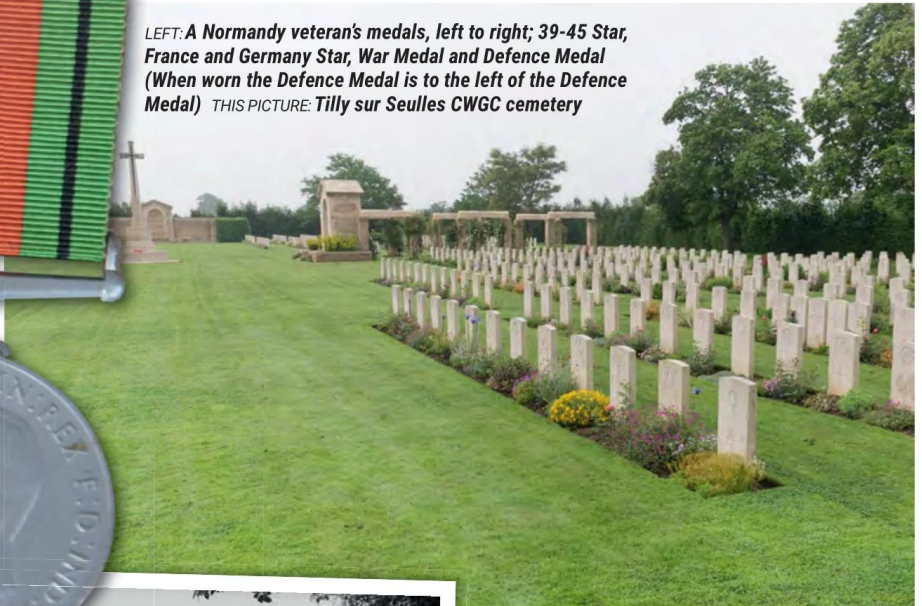 LEFT: A Normandy veteran's medals, left to right; 39-45 Star,
France and Germany Star, War Medal and Defence Medal
(When worn the Defence Medal is to the left of the Defence
Medal) THIS PICTURE: Tilly sur Seulles CWGC cemetery
N:REX F.D:IND